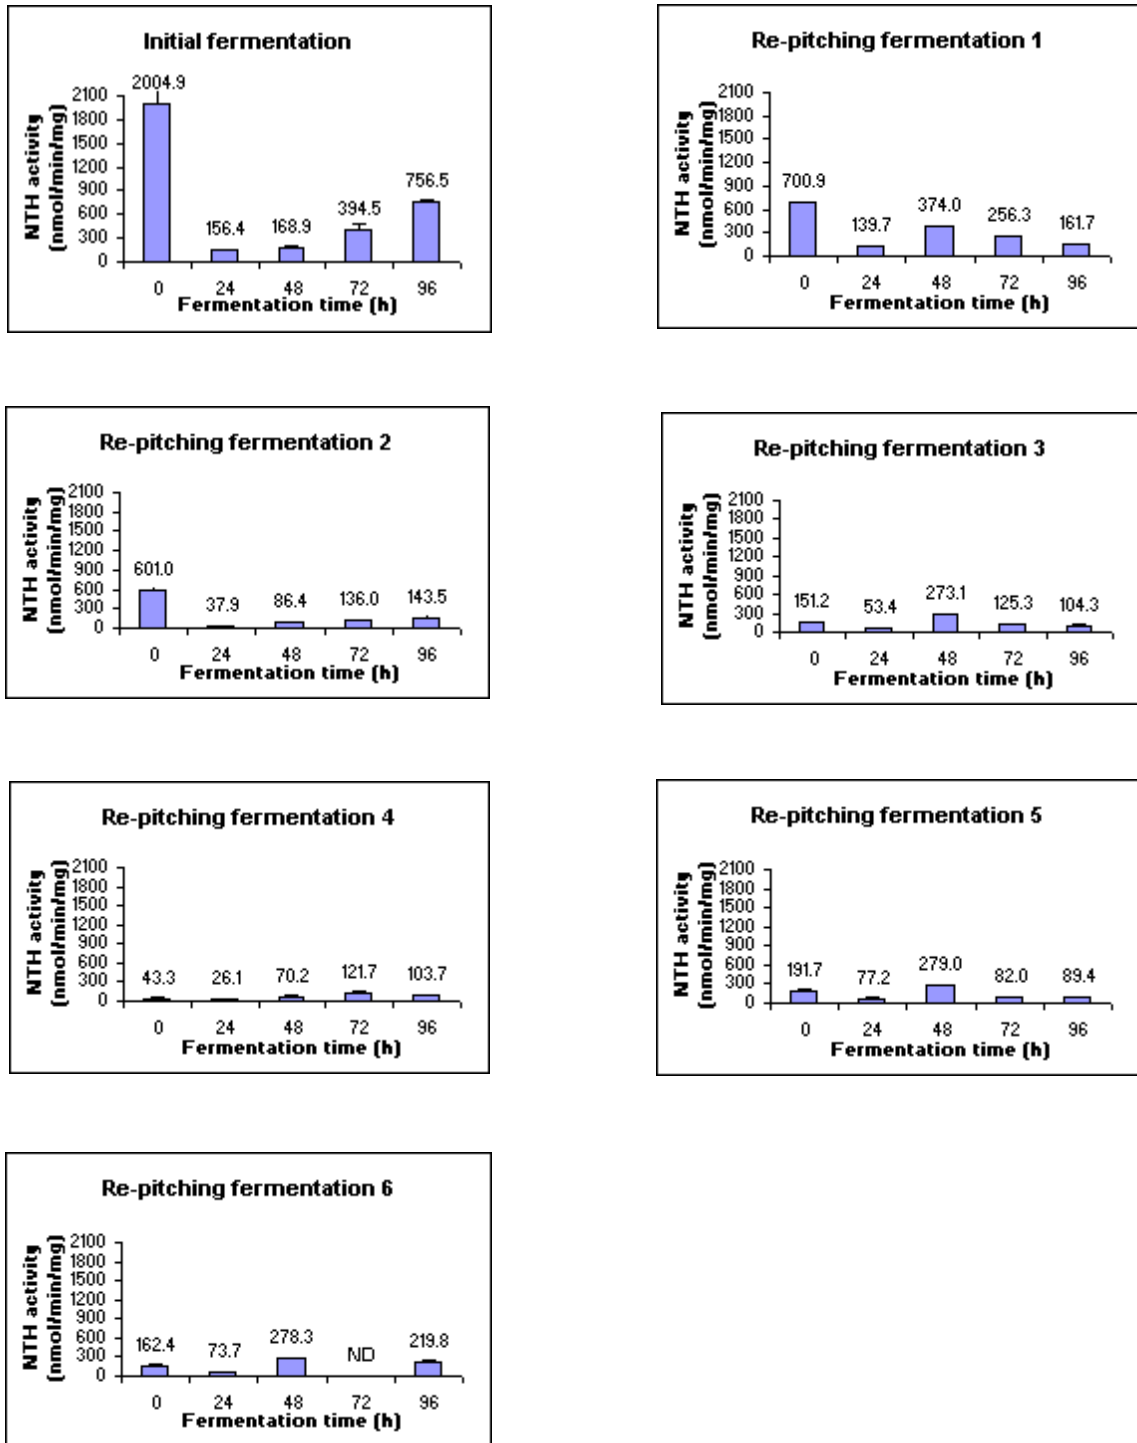 Initial fermentation
2004.9
2100
1800
1500
1200
900
600
300
0
NTH activity
(nmol/min/mg)
156.4
168.9
394.5
756.5
0 24 48 72 96
Fermentation time (h)
Re-pitching fermentation 1
2100
1800
1500
1200
900
600
300
0
NTH activity
(nmol/min/mg)
700.9
139.7
374.0
256.3
161.7
0 24 48 72 96
Fermentation time (h)
Re-pitching fermentation 2
2100
1800
1500
1200
900
600
300
0
NTH activity
(nmol/min/mg)
601.0
37.9
86.4
136.0
143.5
0 24 48 72 96
Fermentation time (h)
Re-pitching fermentation 3
2100
1800
1500
1200
900
600
300
0
NTH activity
(nmol/min/mg)
151.2
53.4
273.1
125.3
104.3
0 24 48 72 96
Fermentation time (h)
Re-pitching fermentation 4
2100
1800
1500
1200
900
600
300
0
NTH activity
(nmol/min/mg)
43.3
26.1
70.2
121.7
103.7
0 24 48 72 96
Fermentation time (h)
Re-pitching fermentation 5
2100
1800
1500
1200
900
600
300
0
NTH activity
(nmol/min/mg)
191.7
77.2
279.0
82.0
89.4
0 24 48 72 96
Fermentation time (h)
Re-pitching fermentation 6
2100
1800
1500
1200
900
600
300
0
NTH activity
(nmol/min/mg)
162.4
73.7
278.3
ND
219.8
0 24 48 72 96
Fermentation time (h)